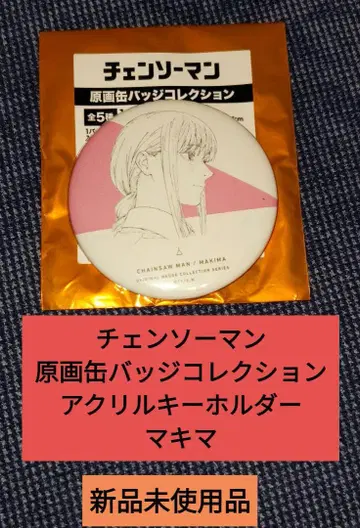 チェンソーマン
原画缶バッジコレクション
全5種
CHAINSAW MAN / MAKIMA
チェンソーマン
原画缶バッジコレクション
アクリルキーホルダー
マキマ
新品未使用品